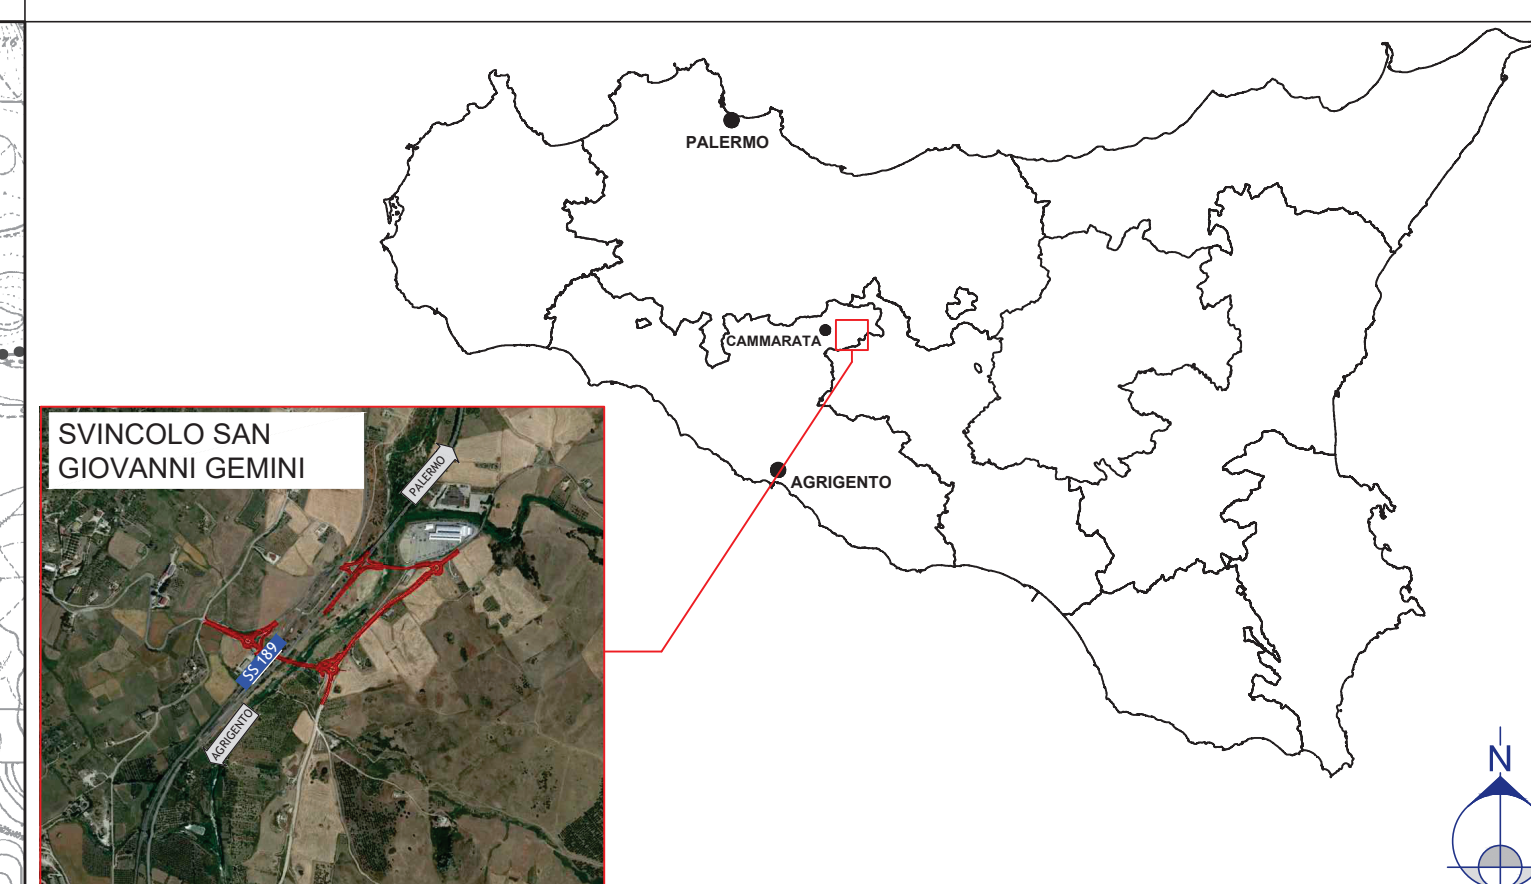 PALERMO
CAMMARATA
AGRIGENTO
SVINCOLO SAN
GIOVANNI GEMINI
PALERMO
SS 189
AGRIGENTO
N